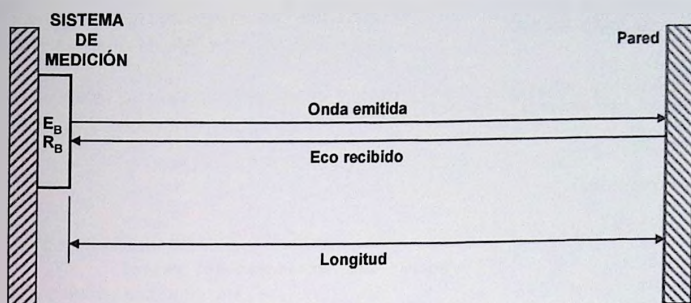 SISTEMA
DE
MEDICIÓN
Pared
Onda emitida
E_B
R_B
Eco recibido
Longitud